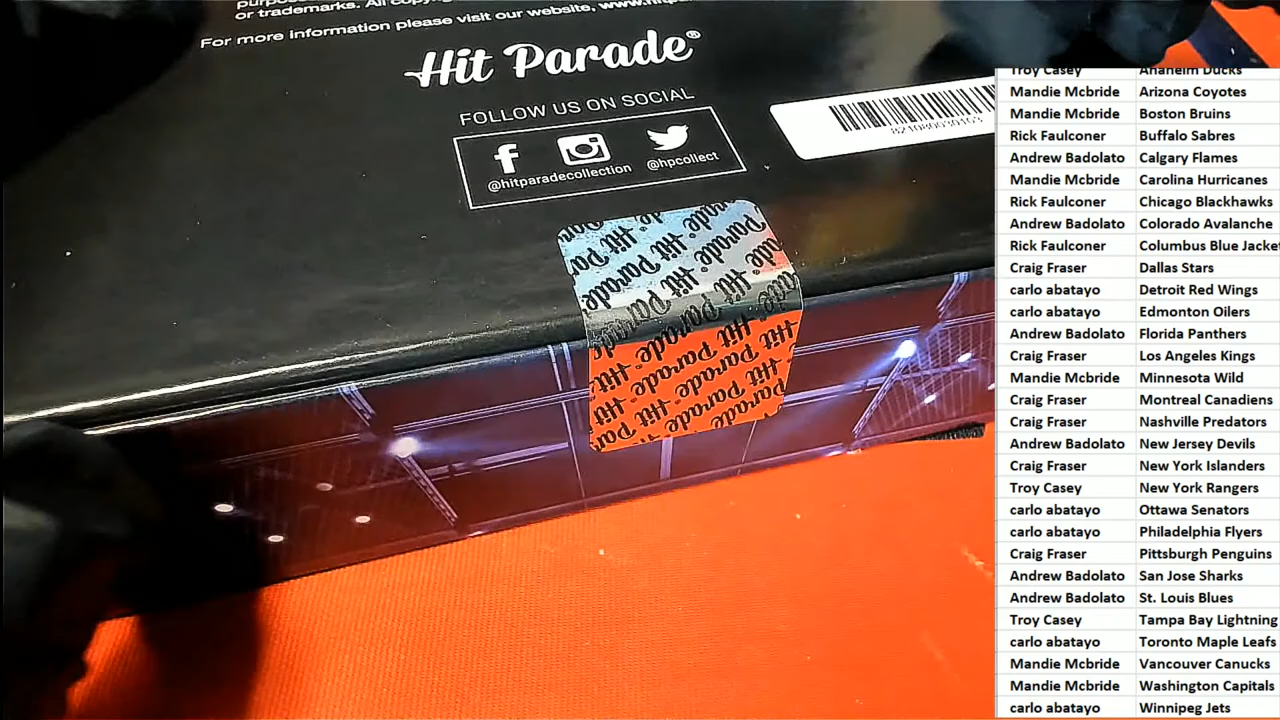 or trademarks. All
For more information please visit our website,
Hit Parade®
FOLLOW US ON SOCIAL
@hitparadecollection
@hpcollect
821080030103
Hit Parade
Troy Casey Anaheim Ducks
Mandie Mcbride Arizona Coyotes
Mandie Mcbride Boston Bruins
Rick Faulconer Buffalo Sabres
Andrew Badolato Calgary Flames
Mandie Mcbride Carolina Hurricanes
Rick Faulconer Chicago Blackhawks
Andrew Badolato Colorado Avalanche
Rick Faulconer Columbus Blue Jacke
Craig Fraser Dallas Stars
carlo abatayo Detroit Red Wings
carlo abatayo Edmonton Oilers
Andrew Badolato Florida Panthers
Craig Fraser Los Angeles Kings
Mandie Mcbride Minnesota Wild
Craig Fraser Montreal Canadiens
Craig Fraser Nashville Predators
Andrew Badolato New Jersey Devils
Craig Fraser New York Islanders
Troy Casey New York Rangers
carlo abatayo Ottawa Senators
carlo abatayo Philadelphia Flyers
Craig Fraser Pittsburgh Penguins
Andrew Badolato San Jose Sharks
Andrew Badolato St. Louis Blues
Troy Casey Tampa Bay Lightning
carlo abatayo Toronto Maple Leafs
Mandie Mcbride Vancouver Canucks
Mandie Mcbride Washington Capitals
carlo abatayo Winnipeg Jets